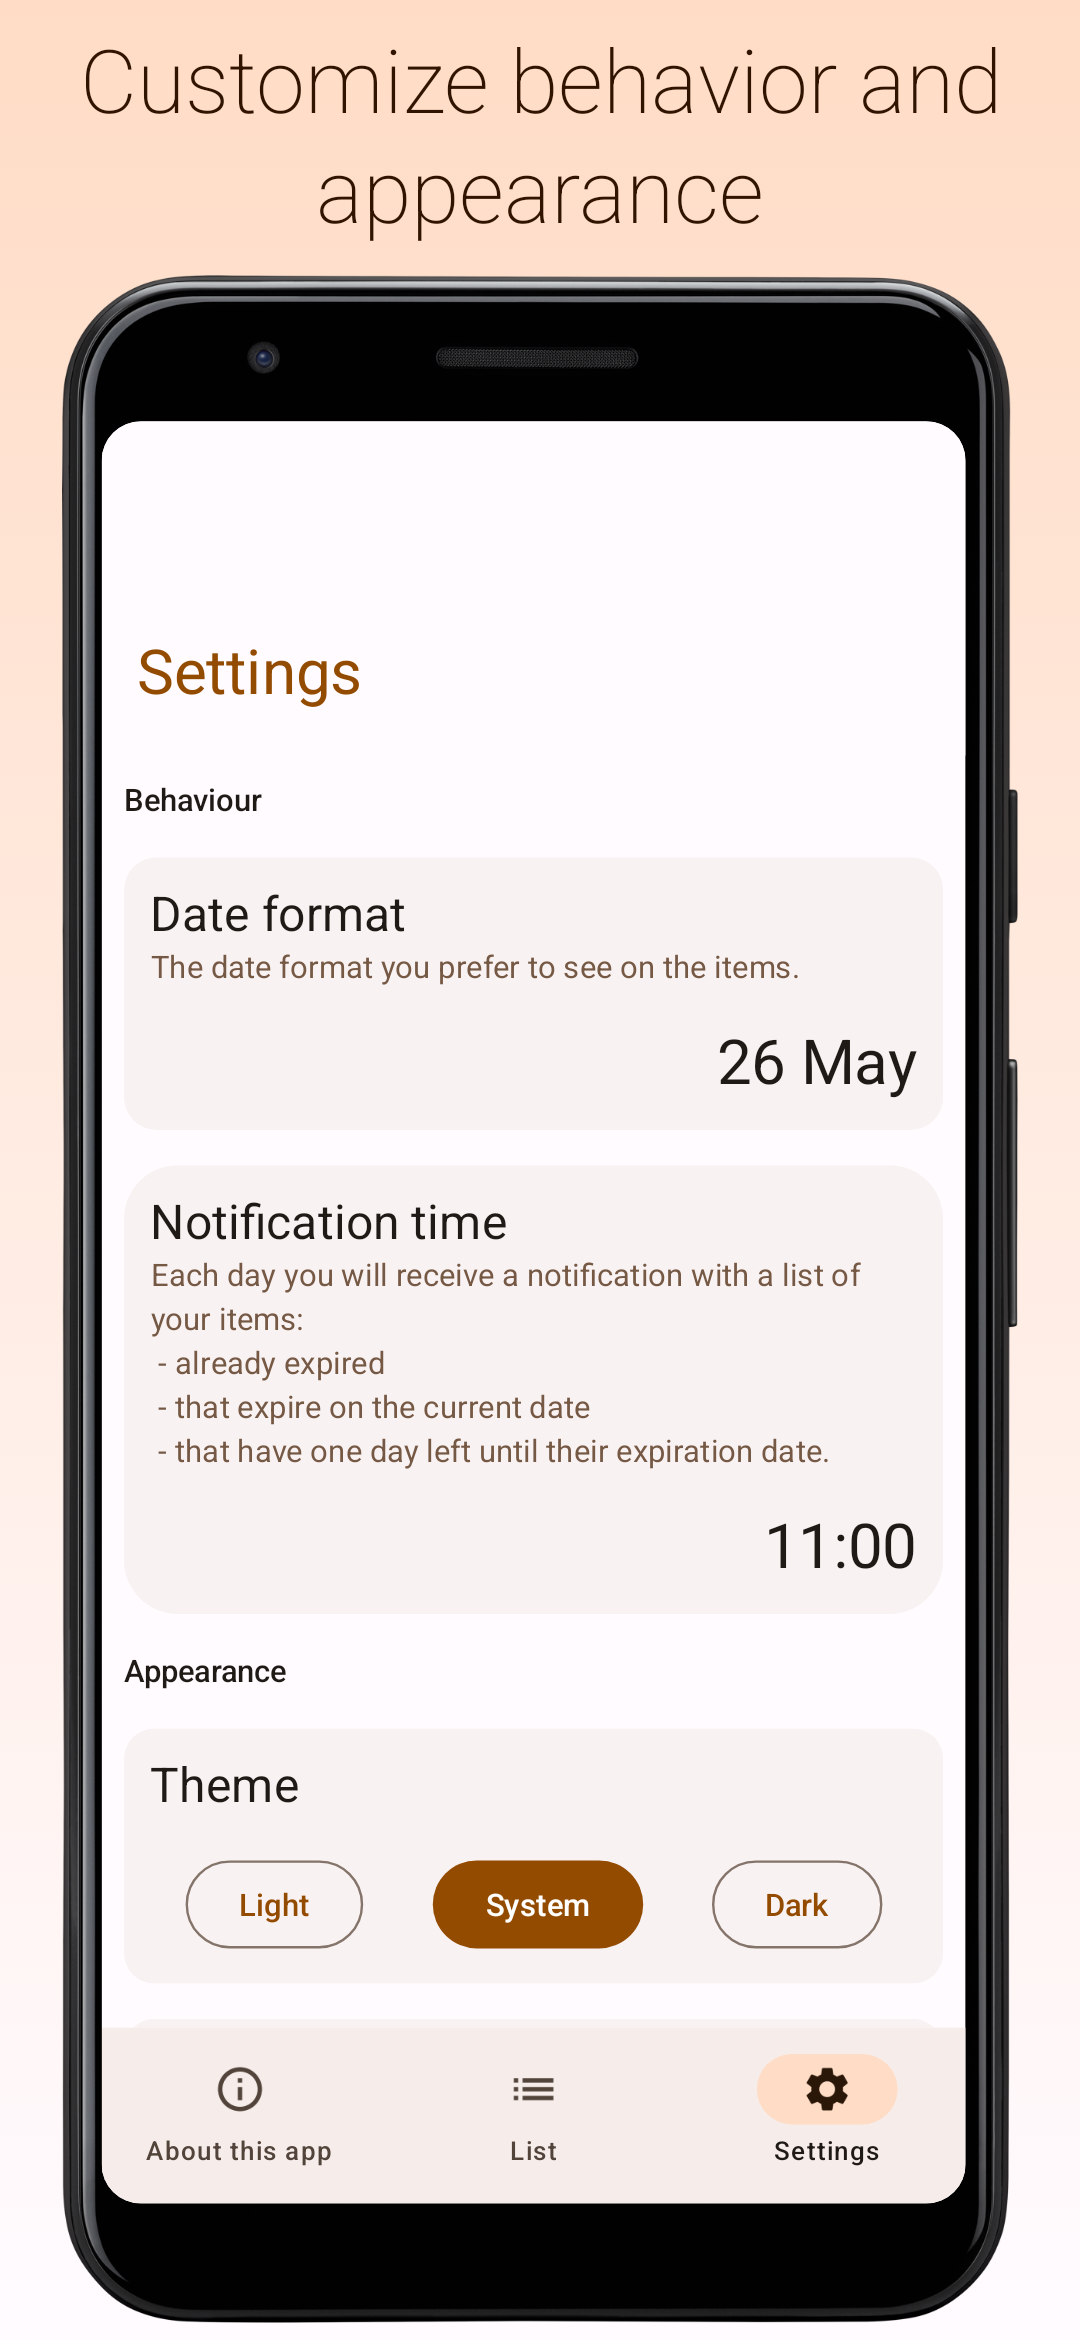 Customize behavior and
appearance
Settings
Behaviour
Date format
The date format you prefer to see on the items.
26 May
Notification time
Each day you will receive a notification with a list of
your items:
- already expired
- that expire on the current date
- that have one day left until their expiration date.
11:00
Appearance
Theme
Light
System
Dark
About this app
List
Settings